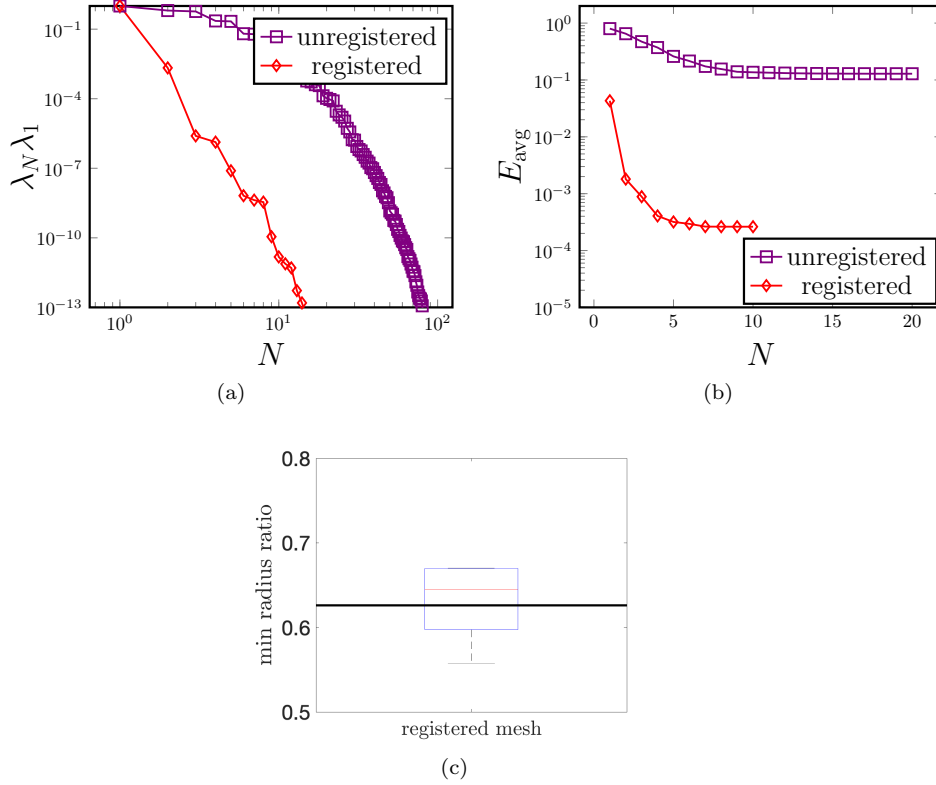 10^{-1}
10^{-4}
10^{-7}
10^{-10}
10^{-13}
λ_N λ_1
unregistered
registered
10^0
10^1
10^2
N
(a)
10^0
10^{-1}
10^{-2}
10^{-3}
10^{-4}
10^{-5}
E_avg
unregistered
registered
0 5 10 15 20
N
(b)
0.8
0.7
0.6
0.5
min radius ratio
registered mesh
(c)